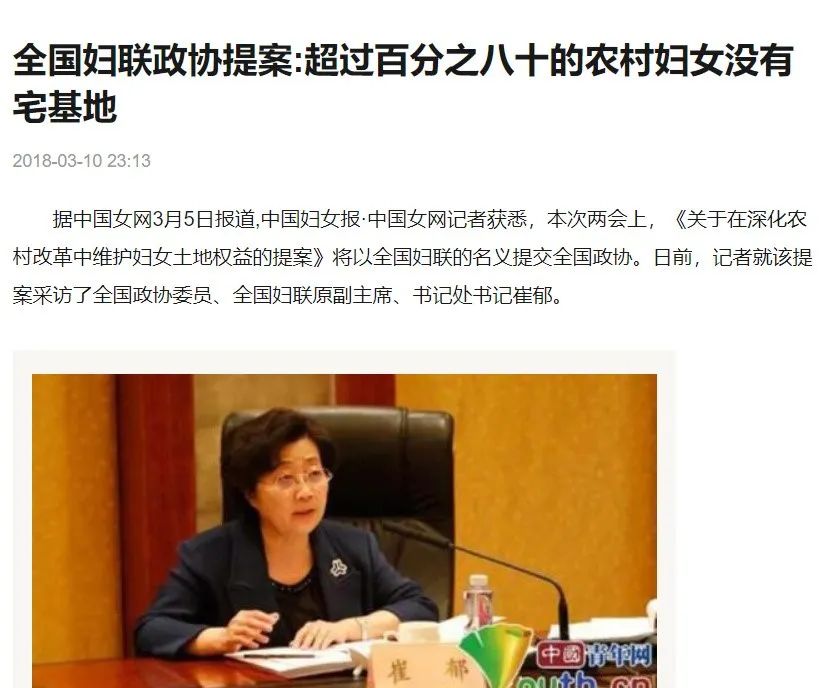 全国妇联政协提案:超过百分之八十的农村妇女没有
宅基地
2018-03-10 23:13
据中国女网3月5日报道,中国妇女报·中国女网记者获悉，本次两会上，《关于在深化农
村改革中维护妇女土地权益的提案》将以全国妇联的名义提交全国政协。日前，记者就该提
案采访了全国政协委员、全国妇联原副主席、书记处书记崔郁。
崔 郁
中國青年网
youth.cn